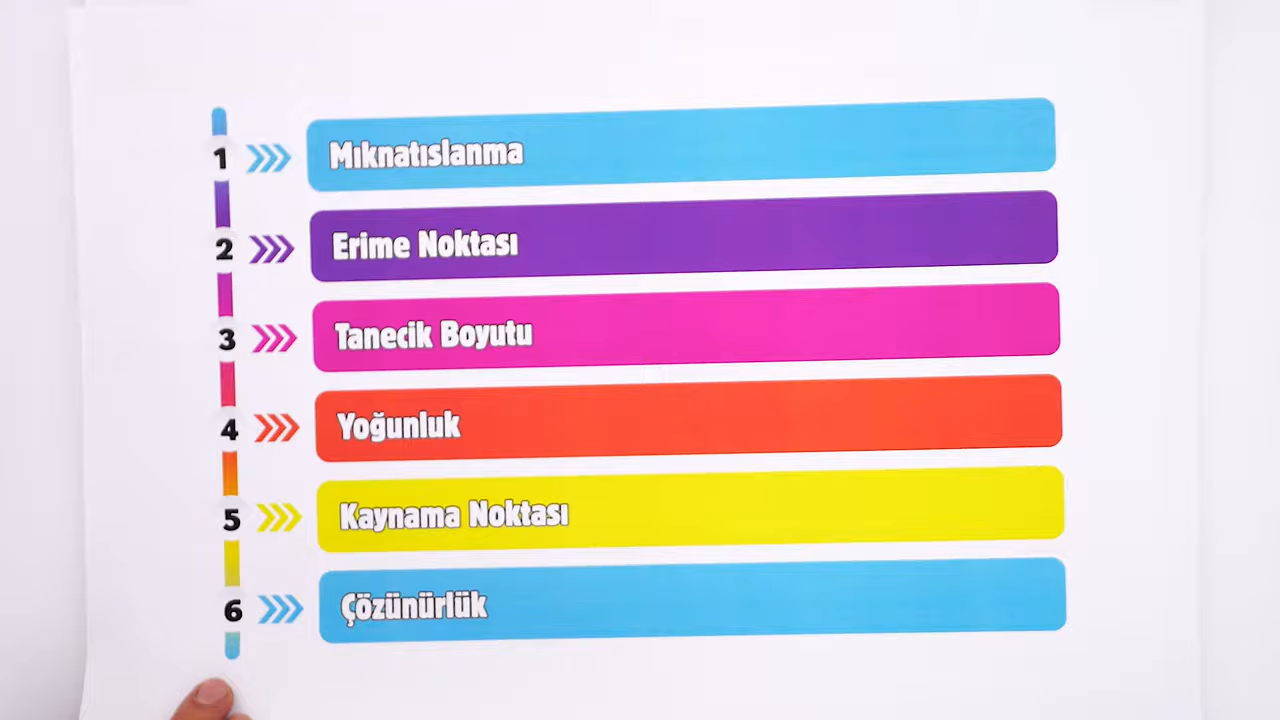 1 Mıknatıslanma
2 Erime Noktası
3 Tanecik Boyutu
4 Yoğunluk
5 Kaynama Noktası
6 Çözünürlük